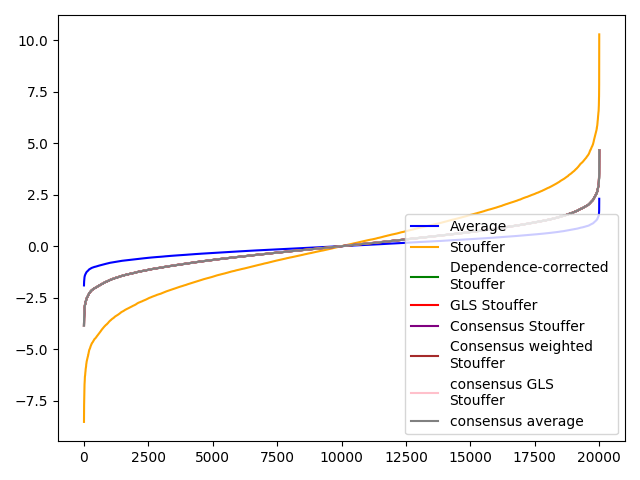 10.0
7.5
5.0
2.5
0.0
−2.5
−5.0
−7.5
0
2500
5000
7500
10000
12500
15000
17500
20000
Average
Stouffer
Dependence-corrected
Stouffer
GLS Stouffer
Consensus Stouffer
Consensus weighted
Stouffer
consensus GLS
Stouffer
consensus average